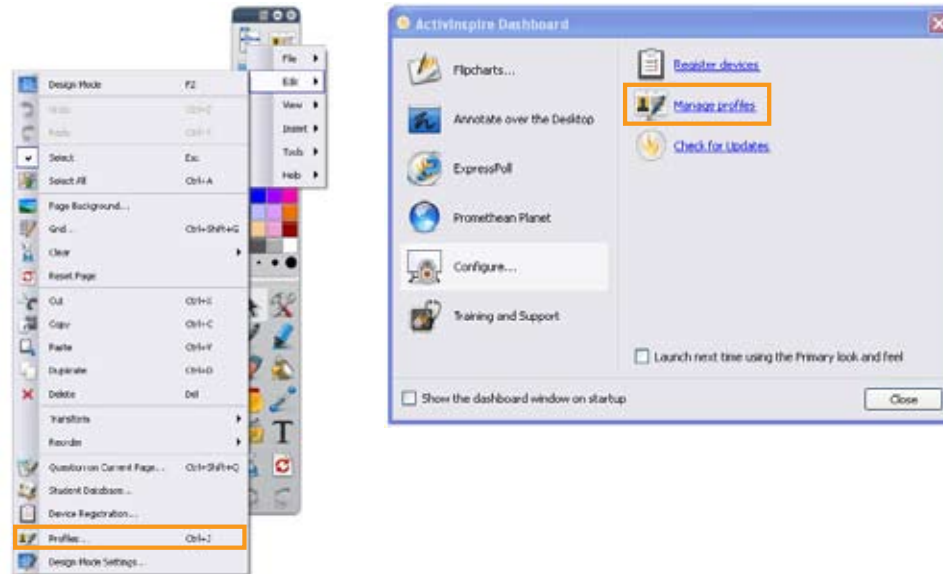 File
Edit
View
Insert
Tools
Help
Design Mode F2
Undo Ctrl+Z
Select Esc
Select All Ctrl+A
Page Background...
Grid... Ctrl+Shift+G
Clear
Reset Page
Cut Ctrl+X
Copy Ctrl+C
Paste Ctrl+V
Duplicate Ctrl+D
Delete Del
Transform
Reorder
Question on Current Page... Ctrl+Shift+Q
Student Database...
Device Registration...
Profiles... Ctrl+J
Design Mode Settings...
T
ActivInspire Dashboard
Flipcharts...
Annotate over the Desktop
ExpressPoll
Promethean Planet
Configure...
Training and Support
Register devices
Manage profiles
Check for Updates
Launch next time using the Primary look and feel
Show the dashboard window on startup
Close